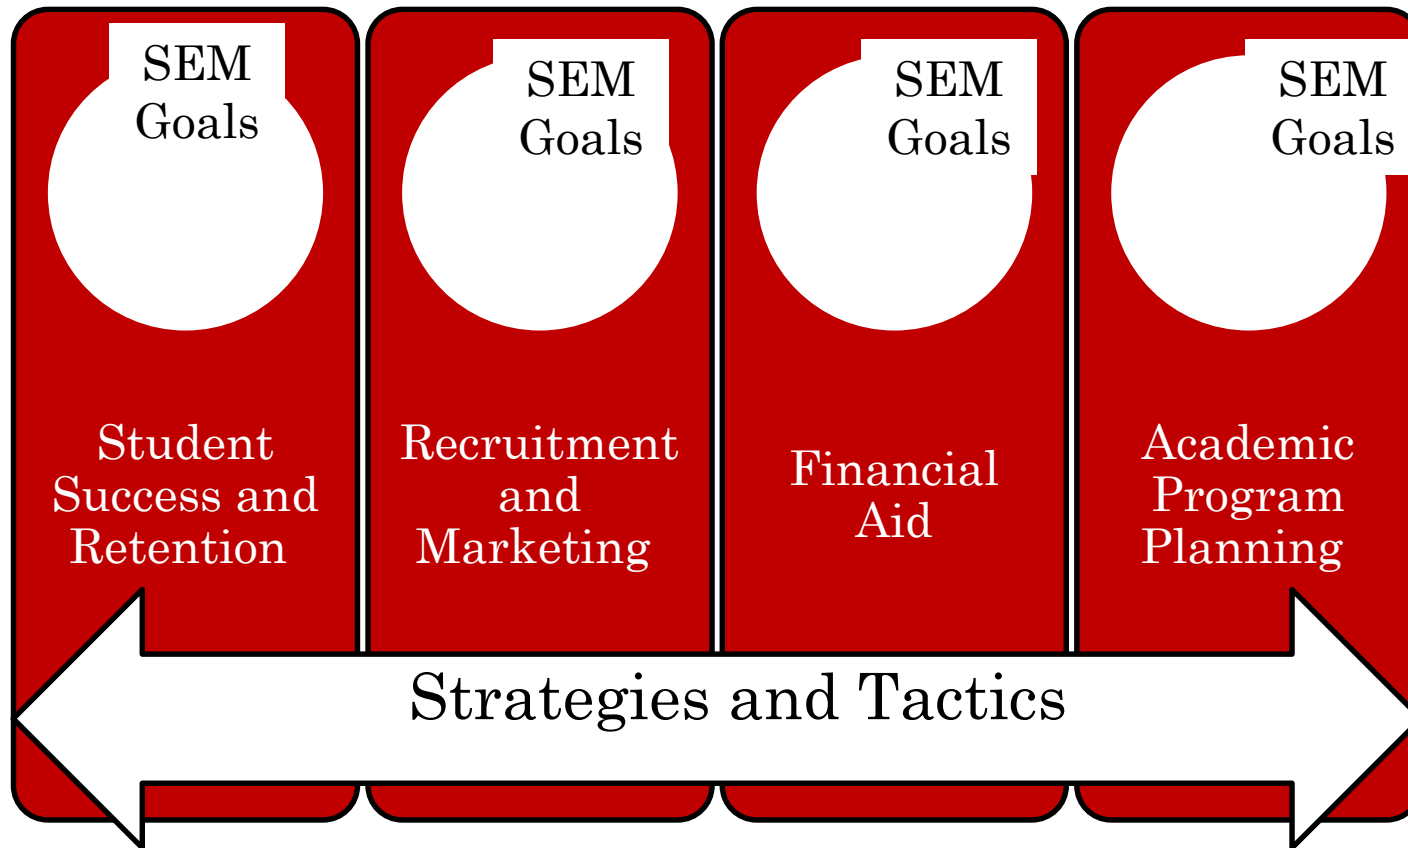 SEM
Goals
SEM
Goals
SEM
Goals
SEM
Goals
Student
Success and
Retention
Recruitment
and
Marketing
Financial
Aid
Academic
Program
Planning
Strategies and Tactics